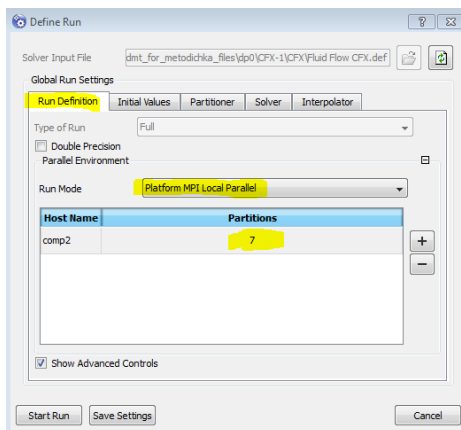 Define Run
Solver Input File dmt_for_metodichka_files\dp0\CFX-1\CFX\Fluid Flow CFX.def
Global Run Settings
Run Definition Initial Values Partitioner Solver Interpolator
Type of Run Full
Double Precision
Parallel Environment
Run Mode Platform MPI Local Parallel
Host Name Partitions
comp2 7
Show Advanced Controls
Start Run Save Settings Cancel